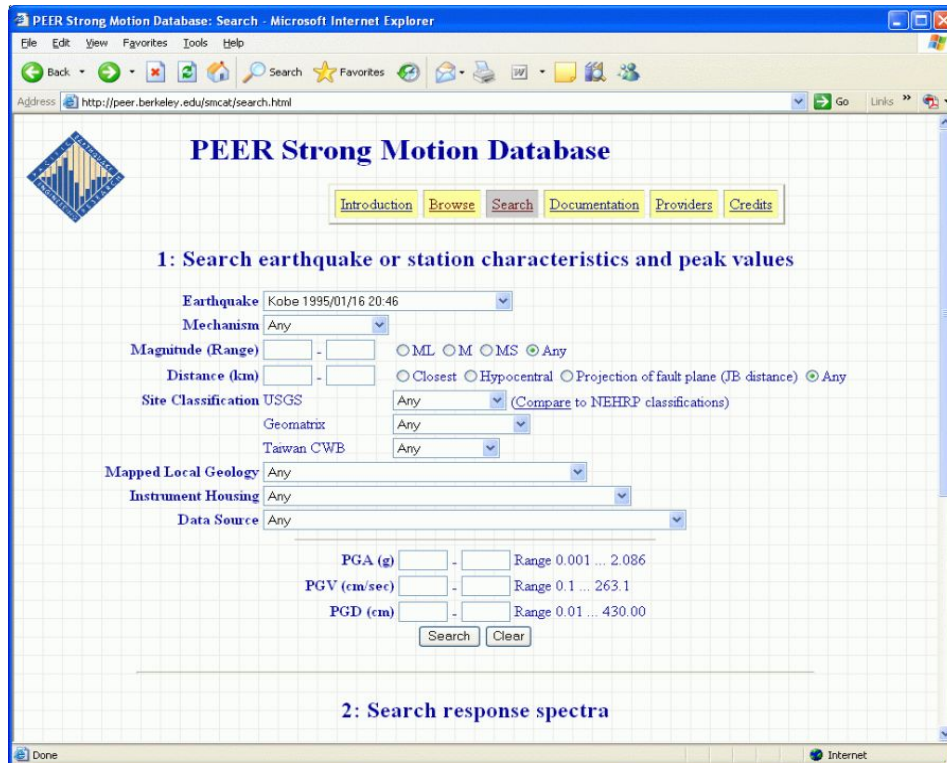 PEER Strong Motion Database: Search - Microsoft Internet Explorer
File Edit View Favorites Tools Help
Back Search Favorites
Address http://peer.berkeley.edu/smcat/search.html Go Links »
PEER Strong Motion Database
Introduction Browse Search Documentation Providers Credits
1: Search earthquake or station characteristics and peak values
Earthquake Kobe 1995/01/16 20:46
Mechanism Any
Magnitude (Range) - ML M MS Any
Distance (km) - Closest Hypocentral Projection of fault plane (JB distance) Any
Site Classification USGS Any (Compare to NEHRP classifications)
Geomatrix Any
Taiwan CWB Any
Mapped Local Geology Any
Instrument Housing Any
Data Source Any
PGA (g) - Range 0.001 ... 2.086
PGV (cm/sec) - Range 0.1 ... 263.1
PGD (cm) - Range 0.01 ... 430.00
Search Clear
2: Search response spectra
Done Internet